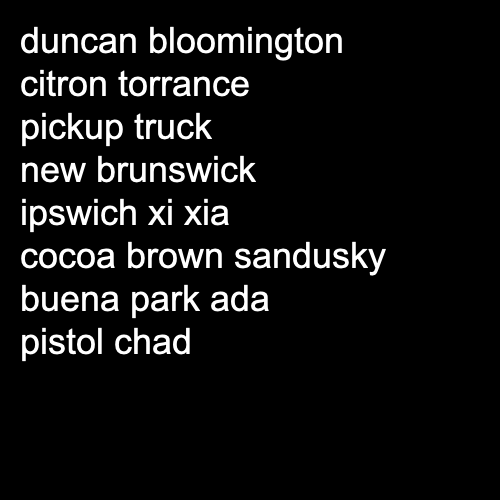 duncan bloomington
citron torrance
pickup truck
new brunswick
ipswich xi xia
cocoa brown sandusky
buena park ada
pistol chad